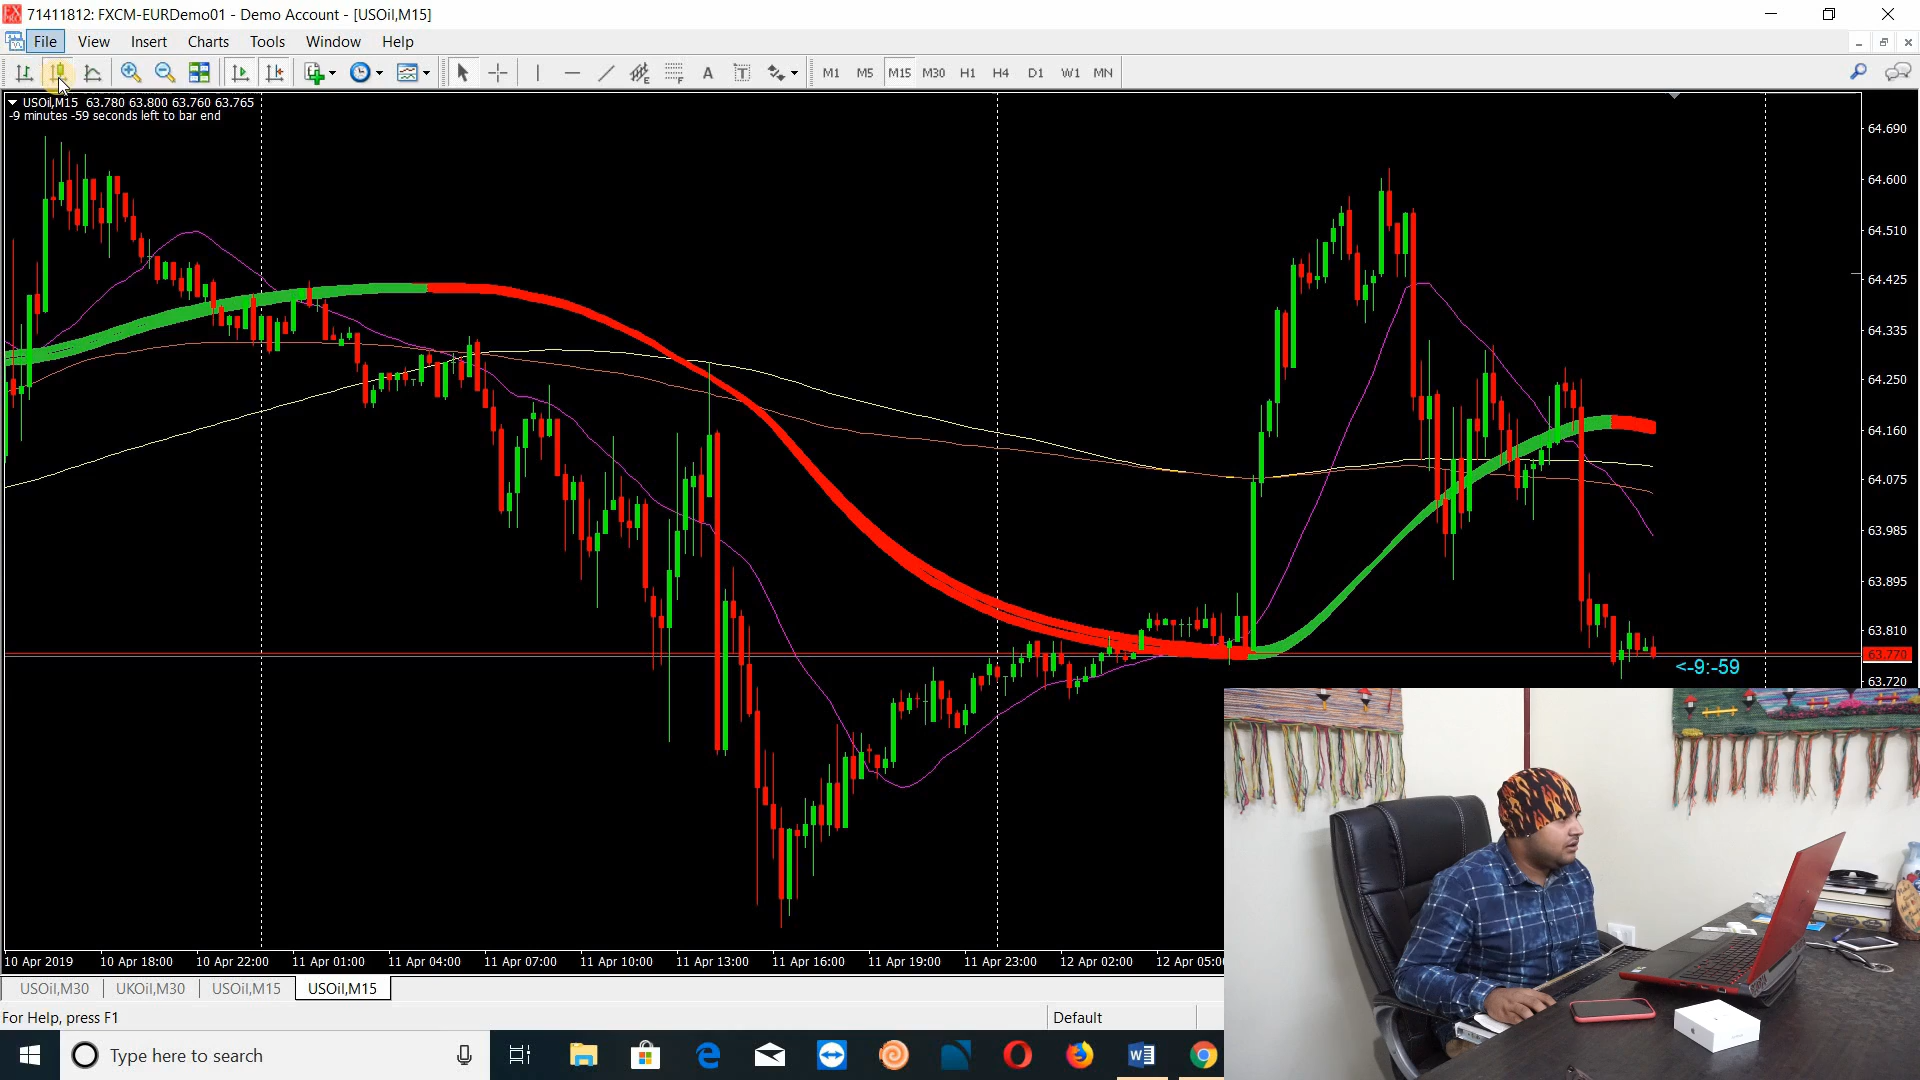 71411812: FXCM-EURDemo01 - Demo Account - [USOil,M15]
File View Insert Charts Tools Window Help
A T M1 M5 M15 M30 H1 H4 D1 W1 MN
USOil,M15 63.780 63.800 63.760 63.765
-9 minutes -59 seconds left to bar end
64.690
64.600
64.510
64.425
64.335
64.250
64.160
64.075
63.985
63.895
63.810
63.770
<-9:-59
63.720
10 Apr 2019 10 Apr 18:00 10 Apr 22:00 11 Apr 01:00 11 Apr 04:00 11 Apr 07:00 11 Apr 10:00 11 Apr 13:00 11 Apr 16:00 11 Apr 19:00 11 Apr 23:00 12 Apr 02:00 12 Apr 05:00
USOil,M30 UKOil,M30 USOil,M15 USOil,M15
For Help, press F1 Default
Type here to search